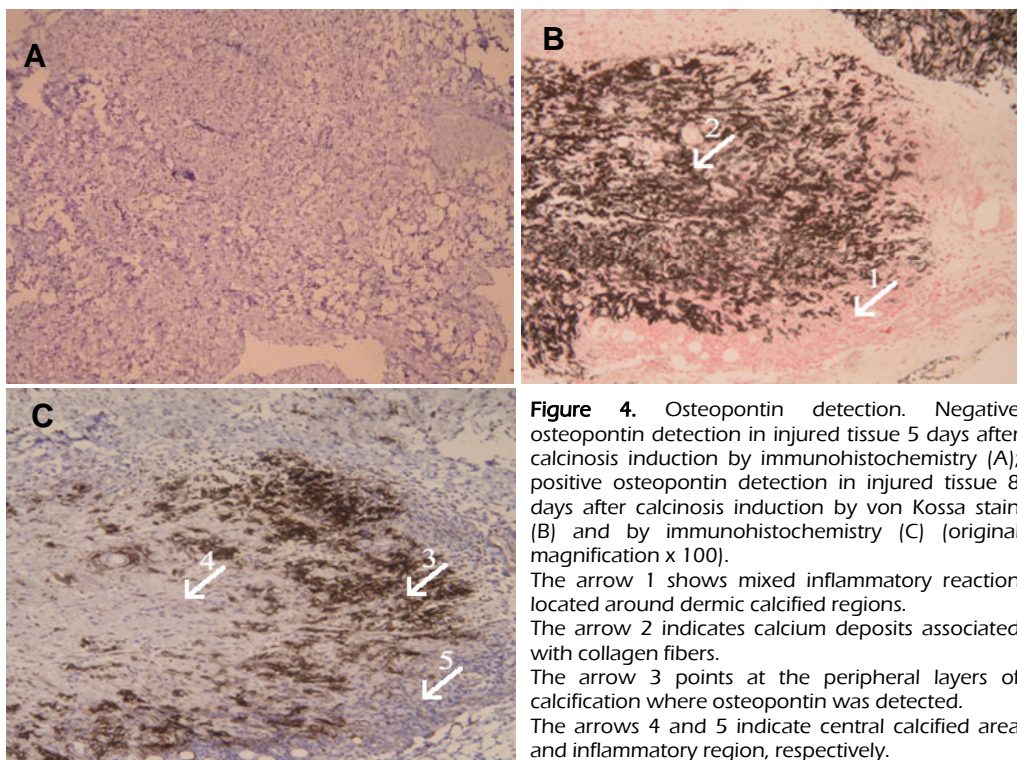 A
B
2
1
C
4
3
5
Figure 4. Osteopontin detection. Negative
osteopontin detection in injured tissue 5 days after
calcinosis induction by immunohistochemistry (A);
positive osteopontin detection in injured tissue 8
days after calcinosis induction by von Kossa stain
(B) and by immunohistochemistry (C) (original
magnification x 100).
The arrow 1 shows mixed inflammatory reaction
located around dermic calcified regions.
The arrow 2 indicates calcium deposits associated
with collagen fibers.
The arrow 3 points at the peripheral layers of
calcification where osteopontin was detected.
The arrows 4 and 5 indicate central calcified area
and inflammatory region, respectively.